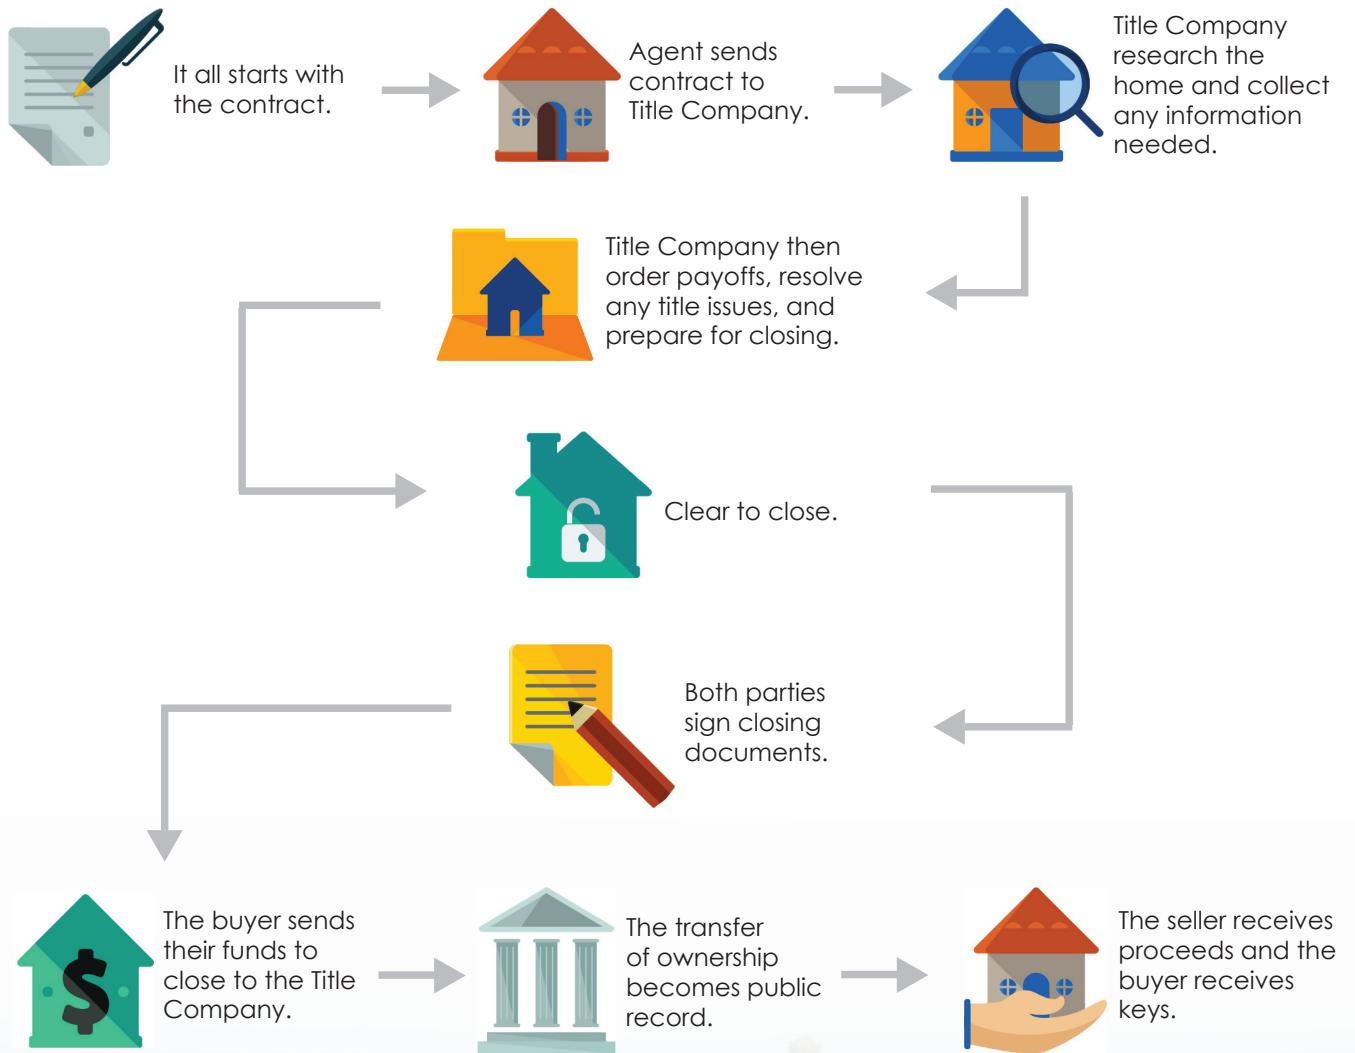 It all starts with
the contract.
Agent sends
contract to
Title Company.
Title Company
research the
home and collect
any information
needed.
Title Company then
order payoffs, resolve
any title issues, and
prepare for closing.
Clear to close.
Both parties
sign closing
documents.
The buyer sends
their funds to
close to the Title
Company.
The transfer
of ownership
becomes public
record.
The seller receives
proceeds and the
buyer receives
keys.